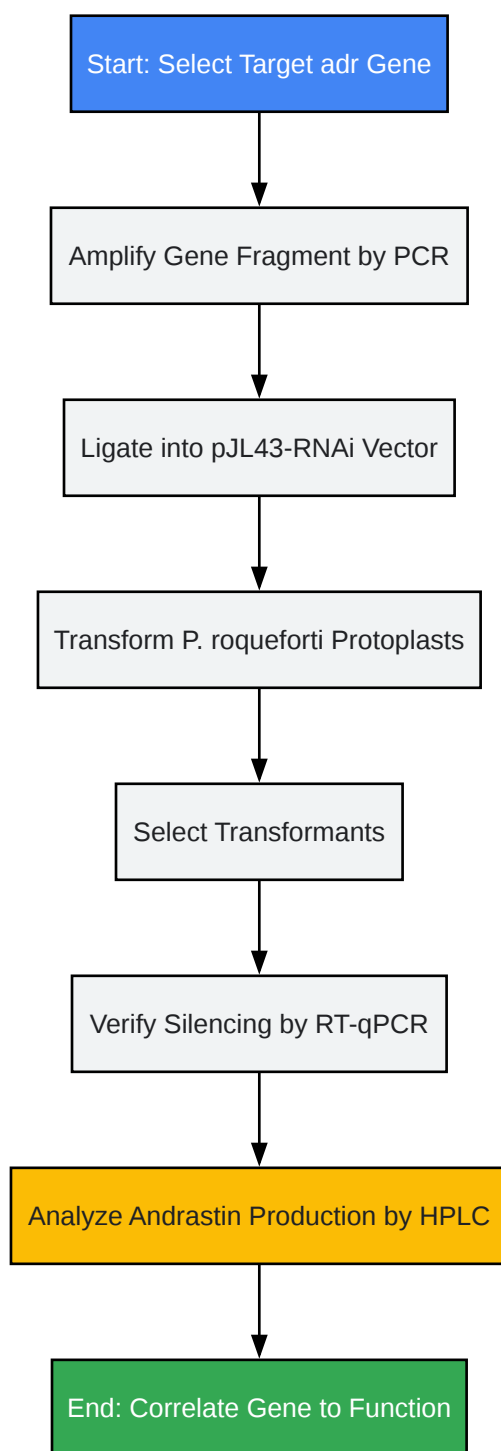 Start: Select Target adr Gene
Amplify Gene Fragment by PCR
Ligate into pJL43-RNAi Vector
Transform P. roqueforti Protoplasts
Select Transformants
Verify Silencing by RT-qPCR
Analyze Andrastin Production by HPLC
End: Correlate Gene to Function